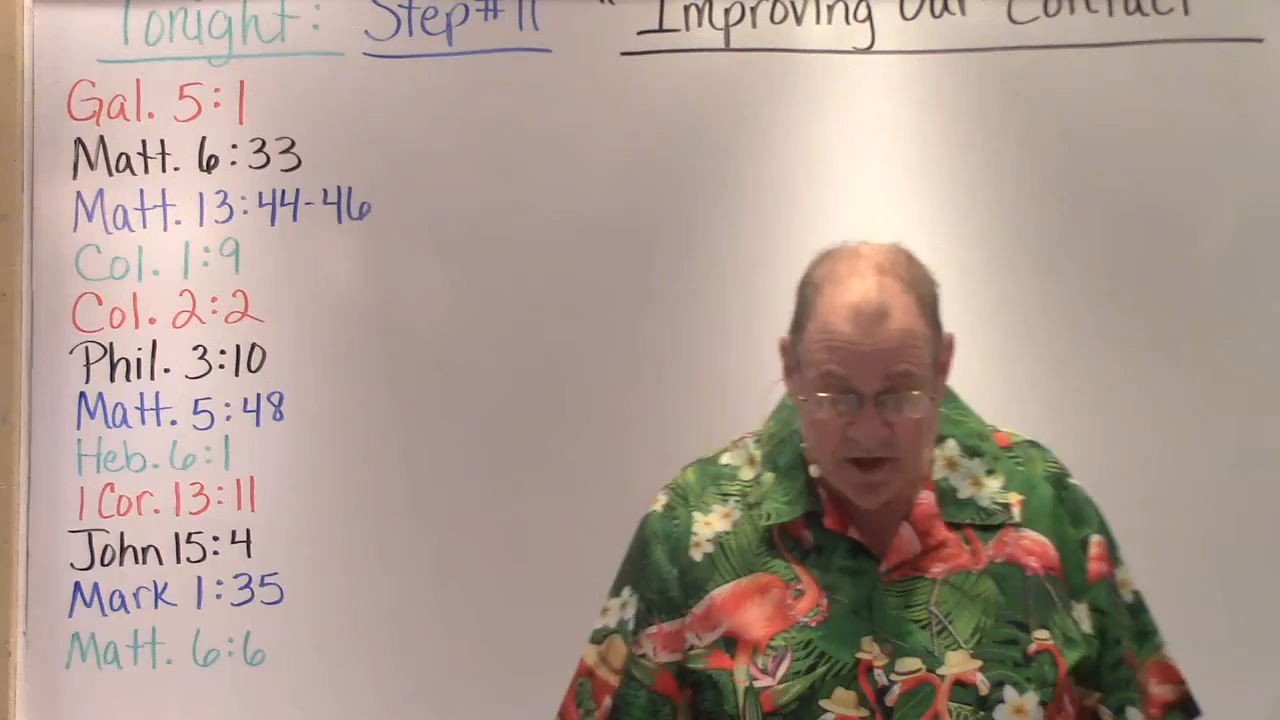 Tonight: Step #11 " Improving Our Contact
Gal. 5:1
Matt. 6:33
Matt. 13:44-46
Col. 1:9
Col. 2:2
Phil. 3:10
Matt. 5:48
Heb. 6:1
1 Cor. 13:11
John 15:4
Mark 1:35
Matt. 6:6